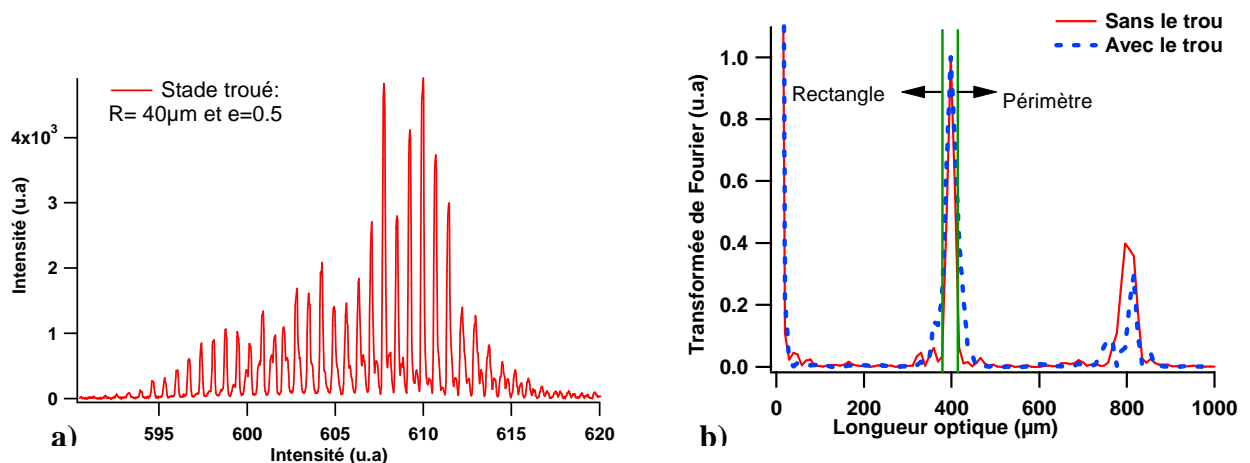 Stade troué:
R= 40µm et e=0.5
Intensité (u.a)
4x10³
3
2
1
0
595
600
605
610
615
620
Intensité (u.a)
a)
Sans le trou
Avec le trou
Rectangle
Périmètre
Transformée de Fourier (u.a)
1.0
0.8
0.6
0.4
0.2
0.0
0
200
400
600
800
1000
Longueur optique (µm)
b)